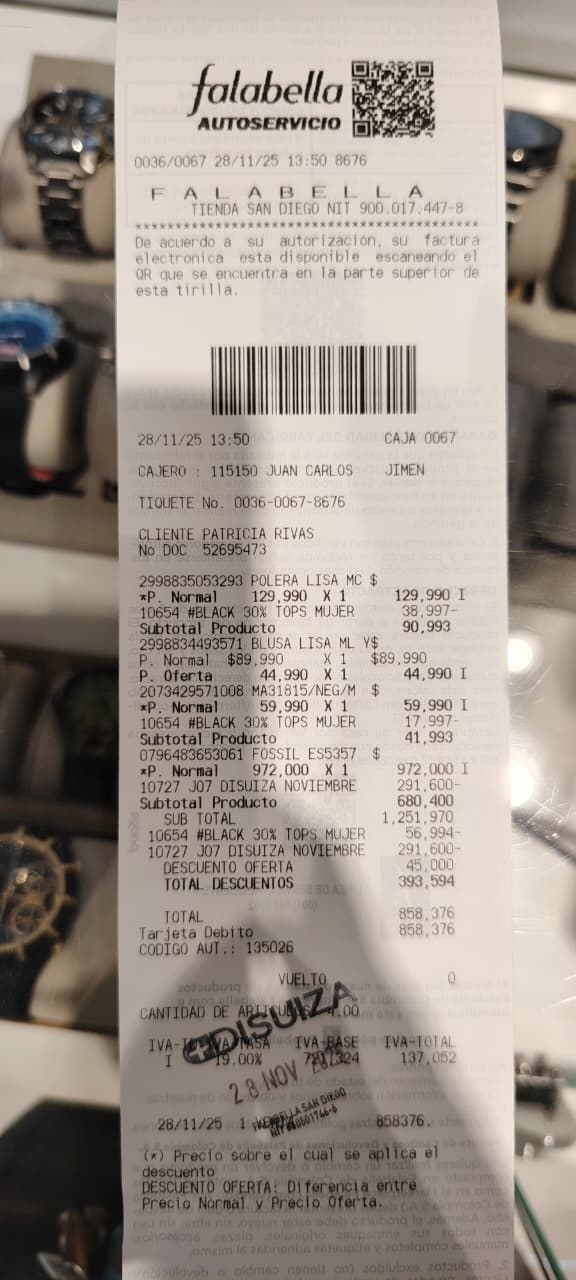 falabella
AUTOSERVICIO
0036/0067 28/11/25 13:50 8676
F A L A B E L L A
TIENDA SAN DIEGO NIT 900.017.447-8
************************************************
De acuerdo a su autorizacion, su factura
electronica esta disponible escaneando el
QR que se encuentra en la parte superior de
esta tirilla.
28/11/25 13:50 CAJA 0067
CAJERO : 115150 JUAN CARLOS JIMEN
TIQUETE No. 0036-0067-8676
CLIENTE PATRICIA RIVAS
No DOC 52695473
2998835053293 POLERA LISA MC $
*P. Normal 129,990 X 1 129,990 I
10654 #BLACK 30% TOPS MUJER 38,997-
Subtotal Producto 90,993
2998834493571 BLUSA LISA ML Y$
P. Normal $89,990 X 1 $89,990
P. Oferta 44,990 X 1 44,990 I
2073429571008 MA31815/NEG/M $
*P. Normal 59,990 X 1 59,990 I
10654 #BLACK 30% TOPS MUJER 17,997-
Subtotal Producto 41,993
0796483653061 FOSSIL ES5357 $
*P. Normal 972,000 X 1 972,000 I
10727 J07 DISUIZA NOVIEMBRE 291,600-
Subtotal Producto 680,400
SUB TOTAL 1,251,970
10654 #BLACK 30% TOPS MUJER 56,994-
10727 J07 DISUIZA NOVIEMBRE 291,600-
DESCUENTO OFERTA 45,000
TOTAL DESCUENTOS 393,594
TOTAL 858,376
Tarjeta Debito 858,376
CODIGO AUT.: 135026
VUELTO 0
CANTIDAD DE 4.00
DISUIZA
IVA-BASE IVA-TOTAL
I 19.00% 137,052
28 NOV
28/11/25 1 858376.
SAN DIEGO
(*) Precio sobre el cual se aplica el
descuento
DESCUENTO OFERTA: Diferencia entre
Precio Normal y Precio Oferta.